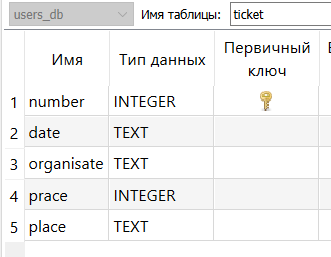 users_db Имя таблицы: ticket
Имя Тип данных Первичный ключ
1 number INTEGER
2 date TEXT
3 organisate TEXT
4 prace INTEGER
5 place TEXT